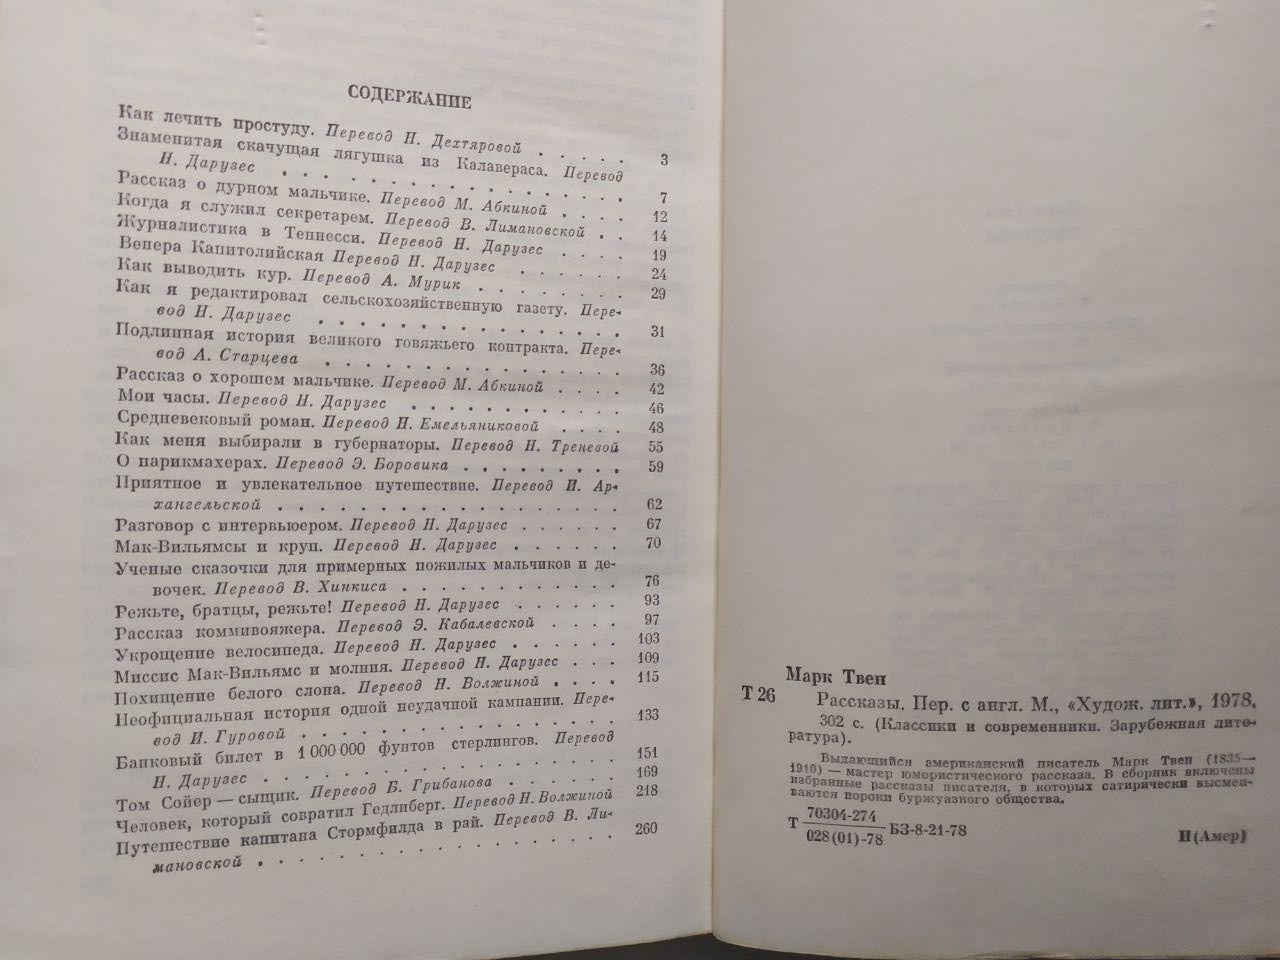 СОДЕРЖАНИЕ
Как лечить простуду. Перевод Н. Дехтяровой . . . . . 3
Знаменитая скачущая лягушка из Калавераса. Перевод
Н. Дарузес . . . . . . . . . . . . . . . 7
Рассказ о дурном мальчике. Перевод М. Абкиной . . . . 12
Когда я служил секретарем. Перевод В. Лимановской . . 14
Журналистика в Теннесси. Перевод Н. Дарузес . . . . 19
Венера Капитолийская Перевод Н. Дарузес . . . . . . 24
Как выводить кур. Перевод А. Мурик . . . . . . . . 29
Как я редактировал сельскохозяйственную газету. Пере-
вод Н. Дарузес . . . . . . . . . . . . . . . 31
Подлинная история великого говяжьего контракта. Пере-
вод А. Старцева . . . . . . . . . . . . . . . 36
Рассказ о хорошем мальчике. Перевод М. Абкиной . . . . 42
Мои часы. Перевод Н. Дарузес . . . . . . . . . . . . 46
Средневековый роман. Перевод Н. Емельяниковой . . . . 48
Как меня выбирали в губернаторы. Перевод Н. Треневой 55
О парикмахерах. Перевод Э. Боровика . . . . . . . . . 59
Приятное и увлекательное путешествие. Перевод И. Ар-
хангельской . . . . . . . . . . . . . . . . . . 62
Разговор с интервьюером. Перевод Н. Дарузес . . . . . . 67
Мак-Вильямсы и круп. Перевод Н. Дарузес . . . . . . 70
Ученые сказочки для примерных пожилых мальчиков и де-
вочек. Перевод В. Хинкиса . . . . . . . . . . . . 76
Режьте, братцы, режьте! Перевод Н. Дарузес . . . . . . 93
Рассказ коммивояжера. Перевод Э. Кабалевской . . . . 97
Укрощение велосипеда. Перевод Н. Дарузес . . . . . . 103
Миссис Мак-Вильямс и молния. Перевод Н. Дарузес . . . 109
Похищение белого слона. Перевод Н. Волжиной . . . . 115
Неофициальная история одной неудачной кампании. Пере-
вод И. Гуровой . . . . . . . . . . . . . . . . 133
Банковый билет в 1 000 000 фунтов стерлингов. Перевод
Н. Дарузес . . . . . . . . . . . . . . . . . . 151
Том Сойер — сыщик. Перевод Б. Грибанова . . . . . . . 169
Человек, который совратил Гедлиберг. Перевод Н. Волжиной 218
Путешествие капитана Стормфилда в рай. Перевод В. Ли-
мановской . . . . . . . . . . . . . . . . . . 260
Марк Твен
Т 26 Рассказы. Пер. с англ. М., «Худож. лит.», 1978.
302 с. (Классики и современники. Зарубежная лите-
ратура).
Выдающийся американский писатель Марк Твен (1835—
1910) — мастер юмористического рассказа. В сборник включены
избранные рассказы писателя, в которых сатирически высмеи-
ваются пороки буржуазного общества.
Т 70304-274 БЗ-8-21-78
028(01)-78
И(Амер)